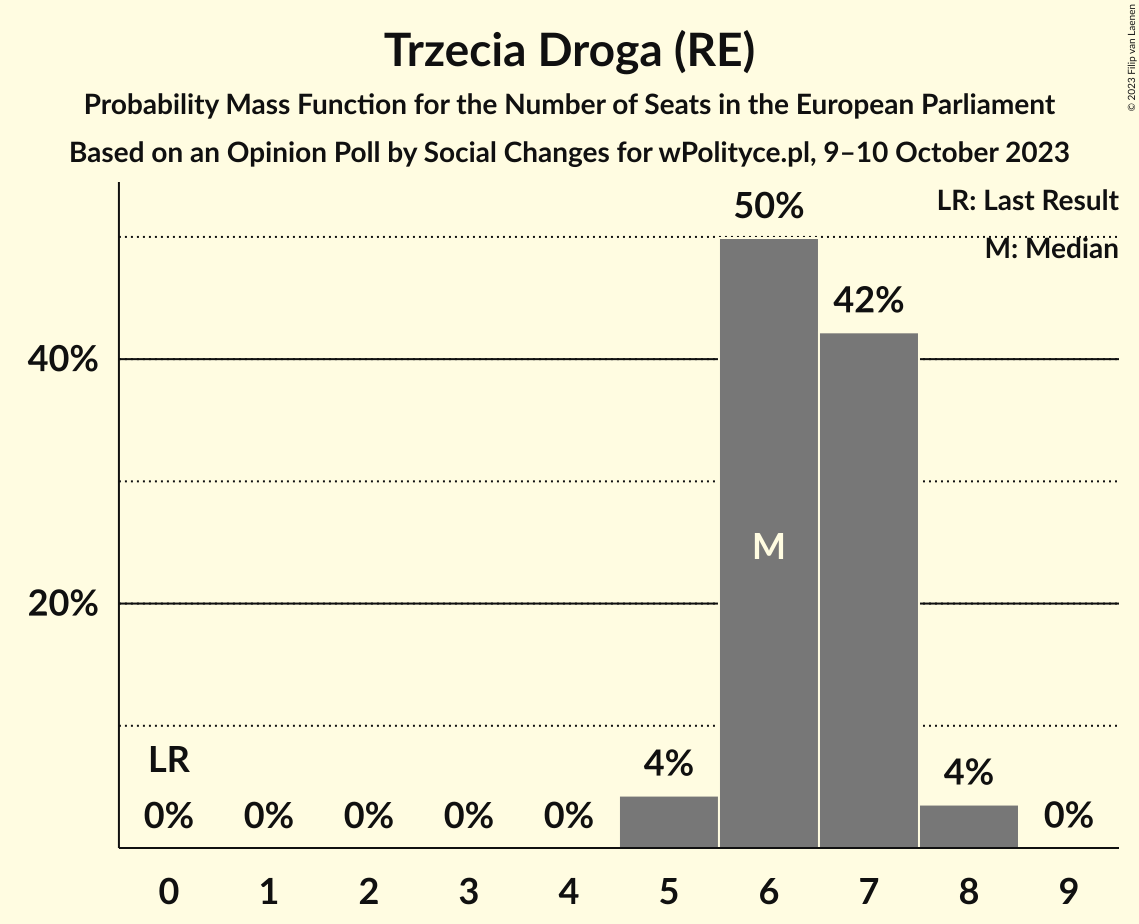 Trzecia Droga (RE)
Probability Mass Function for the Number of Seats in the European Parliament
Based on an Opinion Poll by Social Changes for wPolityce.pl, 9–10 October 2023
© 2023 Filip van Laenen
LR: Last Result
M: Median
50%
42%
40%
M
20%
LR
0%
0%
0%
0%
0%
4%
4%
0%
0 1 2 3 4 5 6 7 8 9